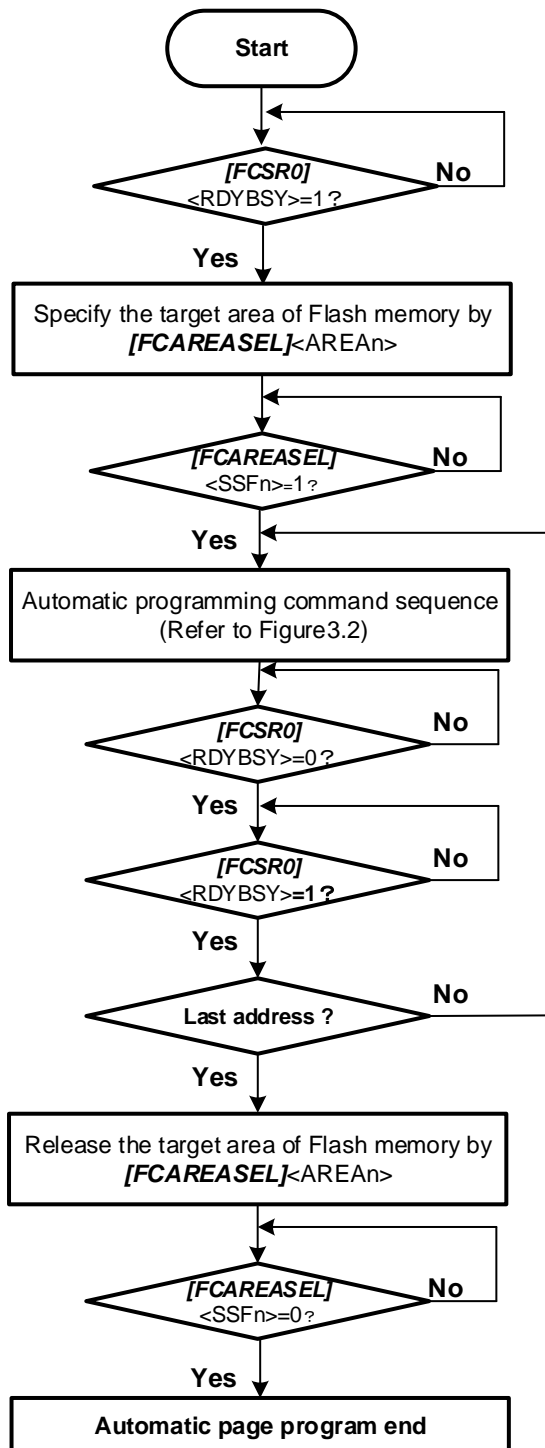 Start
[FCSR0]
<RDYBSY>=1?
No
Yes
Specify the target area of Flash memory by
[FCAREASEL]<AREAn>
[FCAREASEL]
<SSFn>=1?
No
Yes
Automatic programming command sequence
(Refer to Figure3.2)
[FCSR0]
<RDYBSY>=0?
No
Yes
[FCSR0]
<RDYBSY>=1?
No
Yes
Last address ?
No
Yes
Release the target area of Flash memory by
[FCAREASEL]<AREAn>
[FCAREASEL]
<SSFn>=0?
No
Yes
Automatic page program end